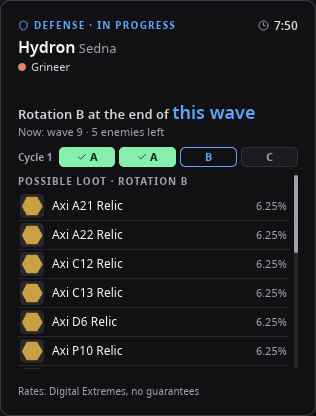 DEFENSE · IN PROGRESS 7:50
Hydron Sedna
Grineer
Rotation B at the end of this wave
Now: wave 9 · 5 enemies left
Cycle 1 ✓ A ✓ A B C
POSSIBLE LOOT · ROTATION B
Axi A21 Relic 6.25%
Axi A22 Relic 6.25%
Axi C12 Relic 6.25%
Axi C13 Relic 6.25%
Axi D6 Relic 6.25%
Axi P10 Relic 6.25%
Rates: Digital Extremes, no guarantees